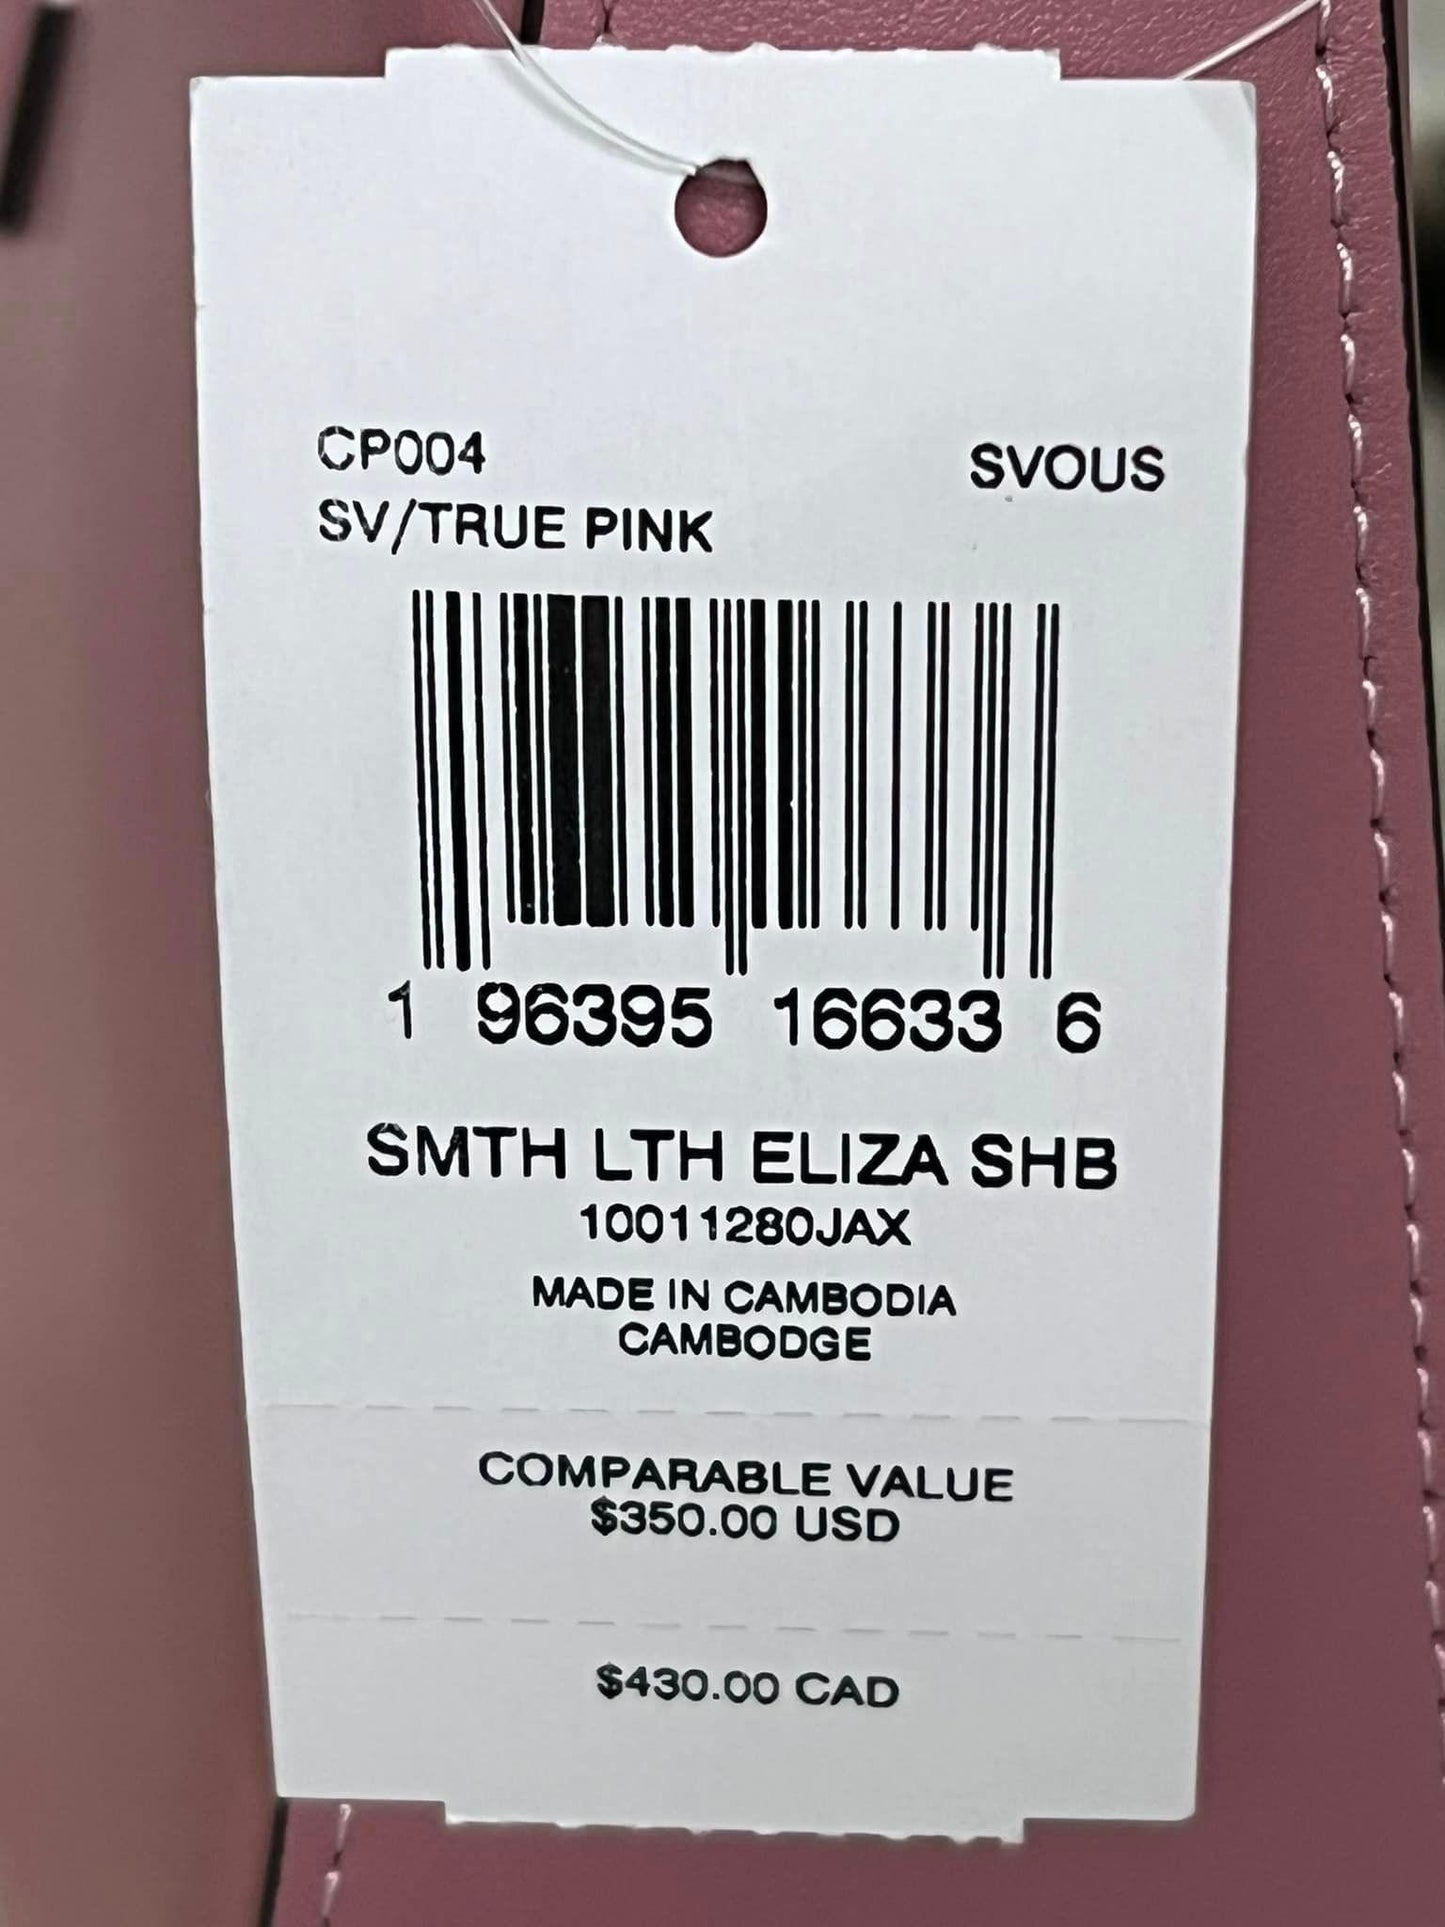 CP004
SVOUS
SV/TRUE PINK
1 96395 16633 6
SMTH LTH ELIZA SHB
10011280JAX
MADE IN CAMBODIA
CAMBODGE
COMPARABLE VALUE
$350.00 USD
$430.00 CAD